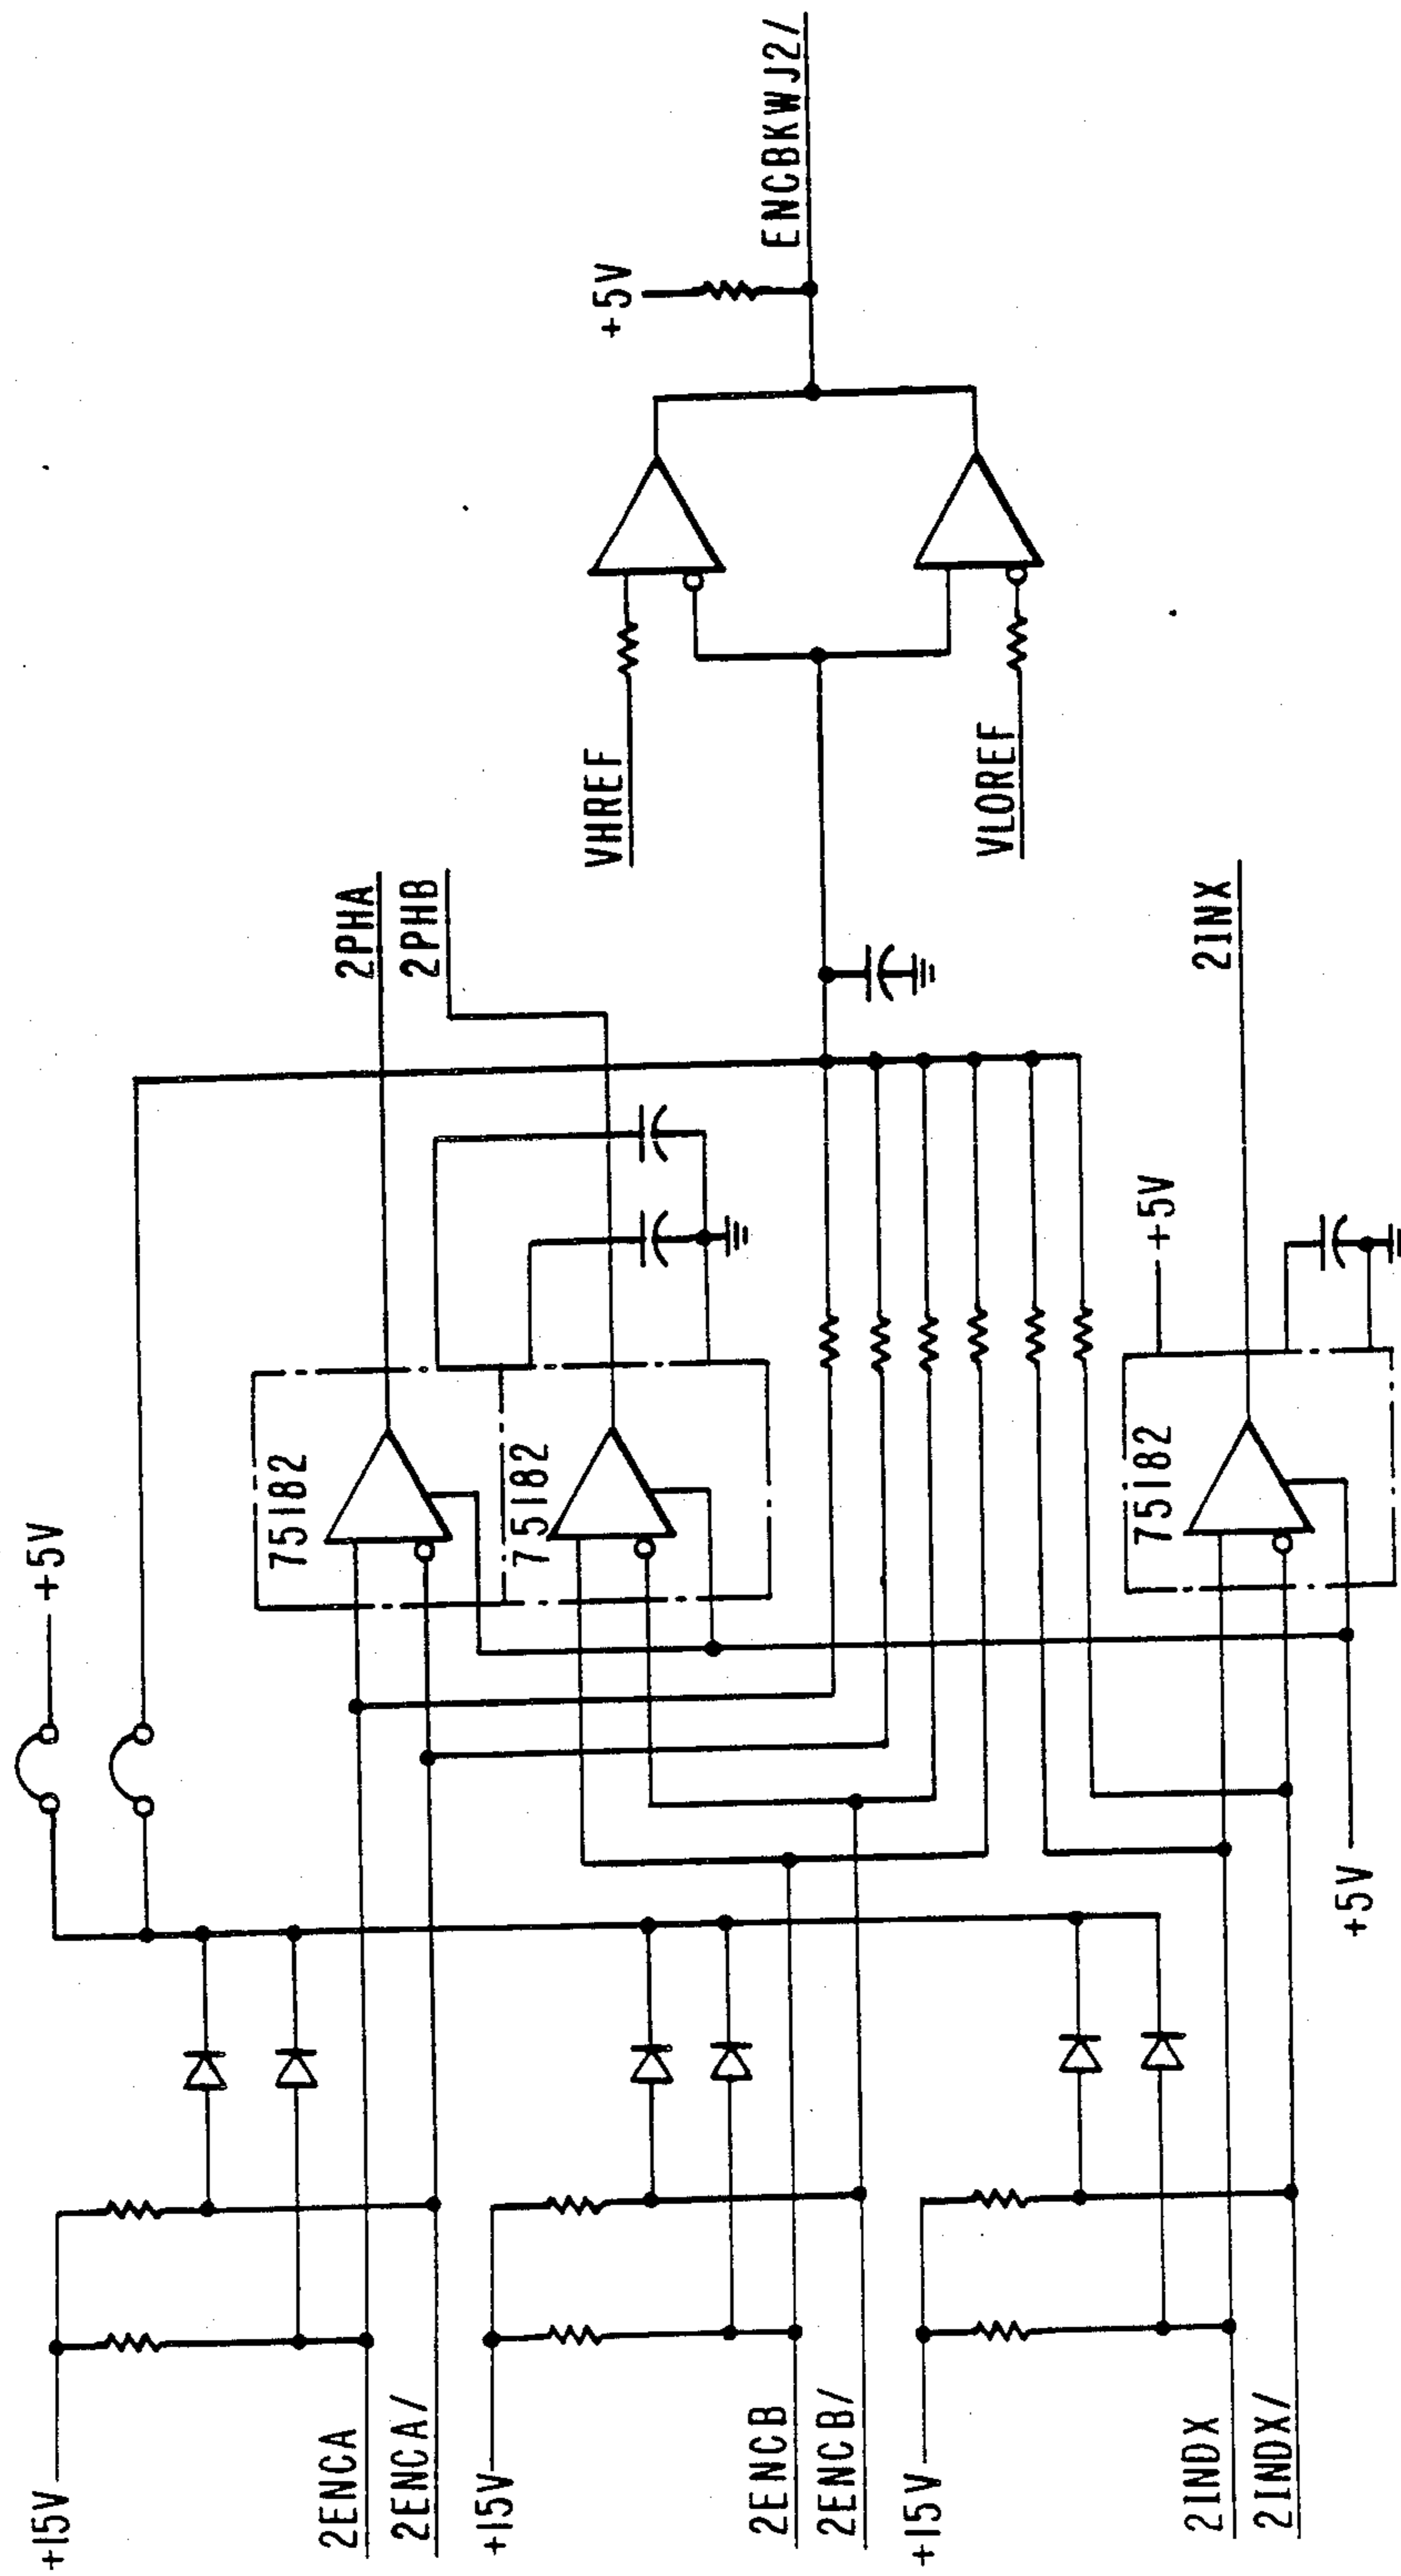 +5V
+15V
2ENCA
2ENCA/
75182
2PHA
2PHB
75182
+15V
2ENCB
2ENCB/
VHREF
+5V
ENCBKWJ2/
VLOREF
+15V
2INDX
2INDX/
75182
+5V
2INX
+5V